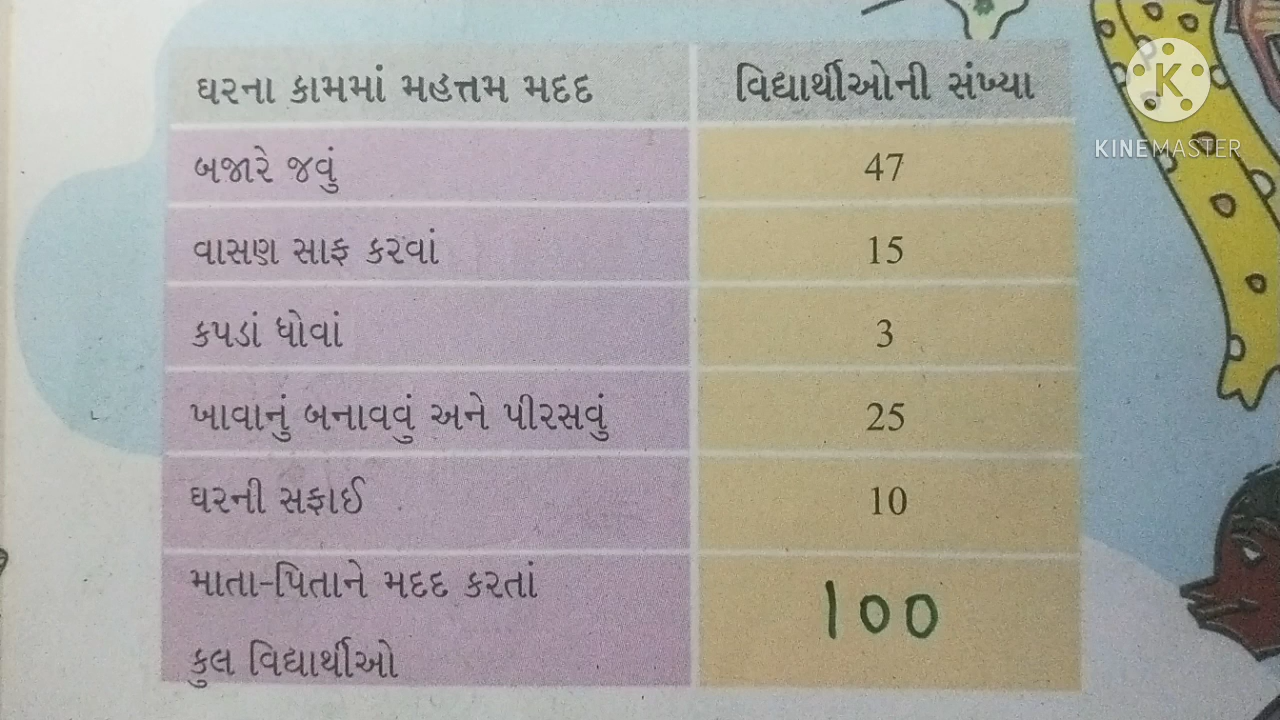 ઘરના કામમાં મહત્તમ મદદ વિદ્યાર્થીઓની સંખ્યા
K
KINEMASTER
બજારે જવું 47
વાસણ સાફ કરવાં 15
કપડાં ધોવાં 3
ખાવાનું બનાવવું અને પીરસવું 25
ઘરની સફાઈ 10
માતા-પિતાને મદદ કરતાં 100
કુલ વિદ્યાર્થીઓ